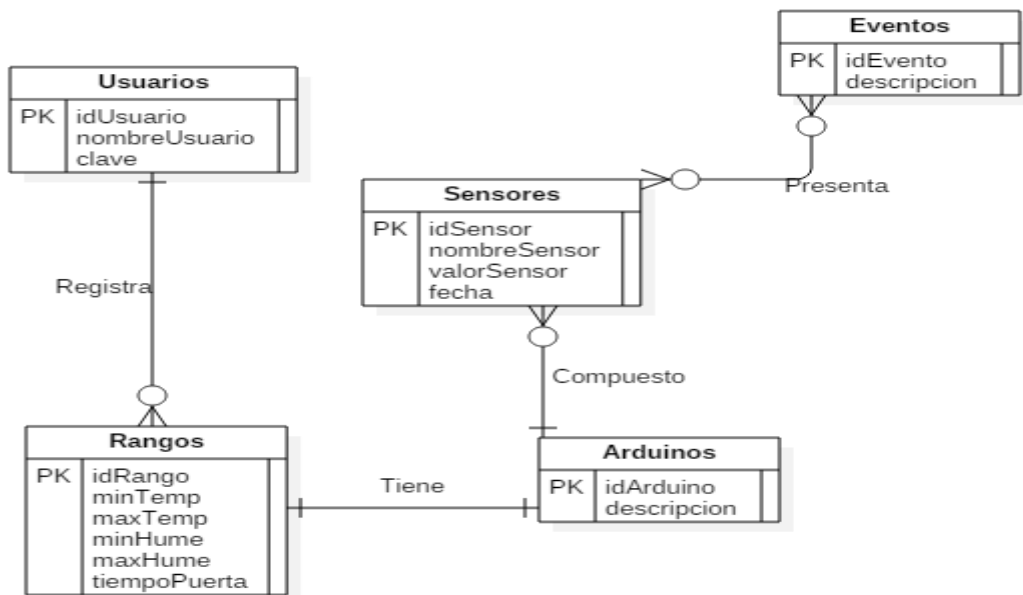 Eventos
PK idEvento
descripcion
Usuarios
PK idUsuario
nombreUsuario
clave
Presenta
Sensores
PK idSensor
nombreSensor
valorSensor
fecha
Registra
Compuesto
Rangos
PK idRango
minTemp
maxTemp
minHume
maxHume
tiempoPuerta
Tiene
Arduinos
PK idArduino
descripcion